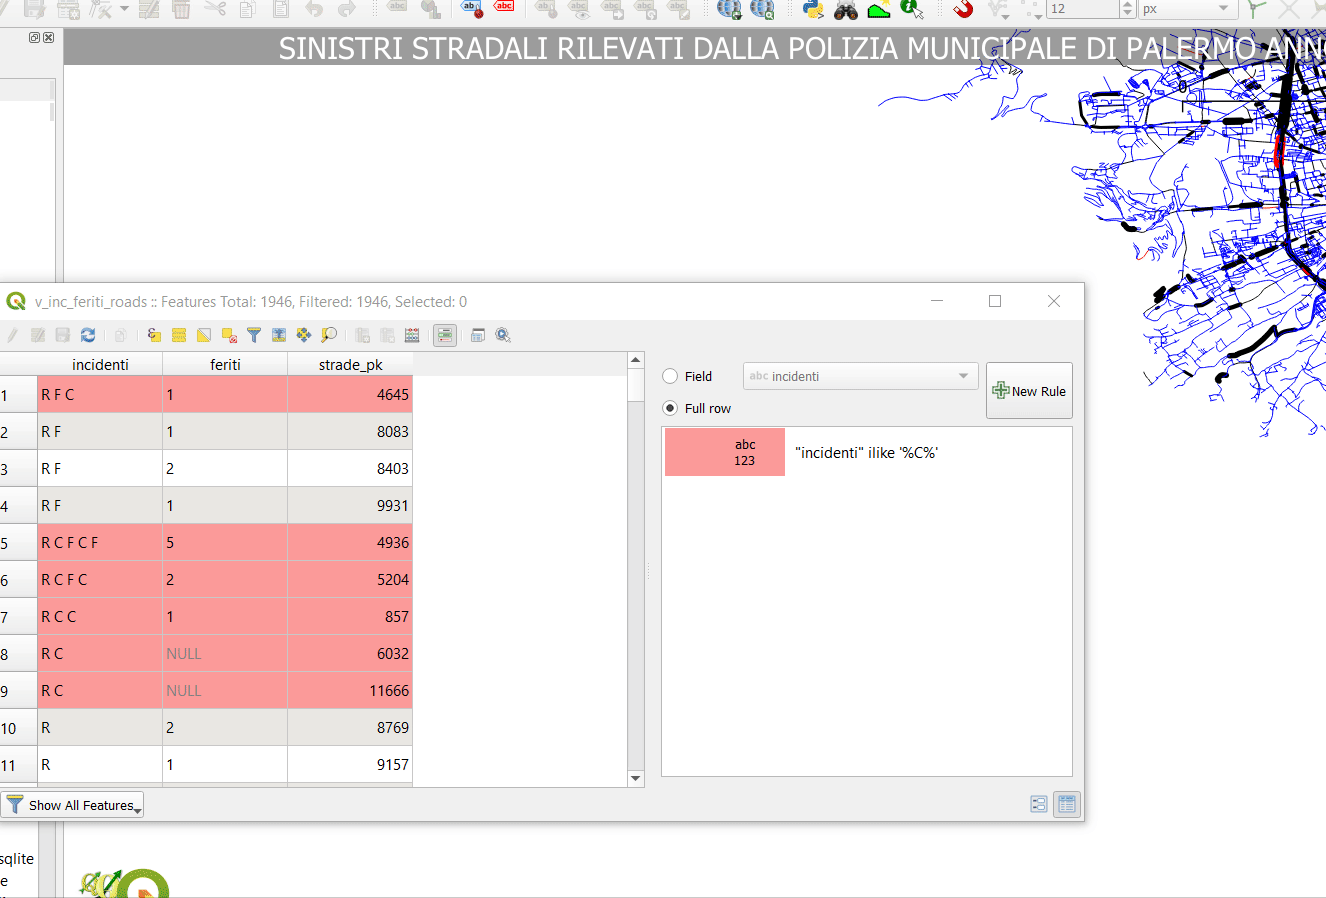 abc
abc
abc
12
px
SINISTRI STRADALI RILEVATI DALLA POLIZIA MUNICIPALE DI PALERMO ANN
v_inc_feriti_roads :: Features Total: 1946, Filtered: 1946, Selected: 0
incidenti feriti strade_pk
1 R F C 1 4645
2 R F 1 8083
3 R F 2 8403
4 R F 1 9931
5 R C F C F 5 4936
6 R C F C 2 5204
7 R C C 1 857
8 R C NULL 6032
9 R C NULL 11666
10 R 2 8769
11 R 1 9157
Field
abc incidenti
New Rule
Full row
abc
123
"incidenti" ilike '%C%'
Show All Features
sqlite
e